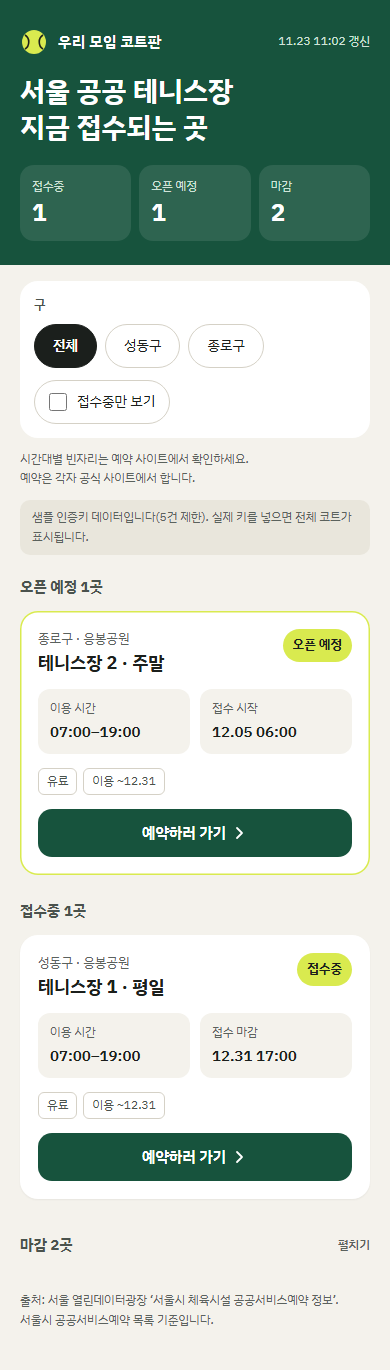 우리 모임 코트판
11.23 11:02 갱신
서울 공공 테니스장
지금 접수되는 곳
접수중
1
오픈 예정
1
마감
2
구
전체
성동구
종로구
접수중만 보기
시간대별 빈자리는 예약 사이트에서 확인하세요.
예약은 각자 공식 사이트에서 합니다.
샘플 인증키 데이터입니다(5건 제한). 실제 키를 넣으면 전체 코트가
표시됩니다.
오픈 예정 1곳
종로구 · 응봉공원
오픈 예정
테니스장 2 · 주말
이용 시간
07:00–19:00
접수 시작
12.05 06:00
유료
이용 ~12.31
예약하러 가기
접수중 1곳
성동구 · 응봉공원
접수중
테니스장 1 · 평일
이용 시간
07:00–19:00
접수 마감
12.31 17:00
유료
이용 ~12.31
예약하러 가기
마감 2곳
펼치기
출처: 서울 열린데이터광장 ‘서울시 체육시설 공공서비스예약 정보’.
서울시 공공서비스예약 목록 기준입니다.